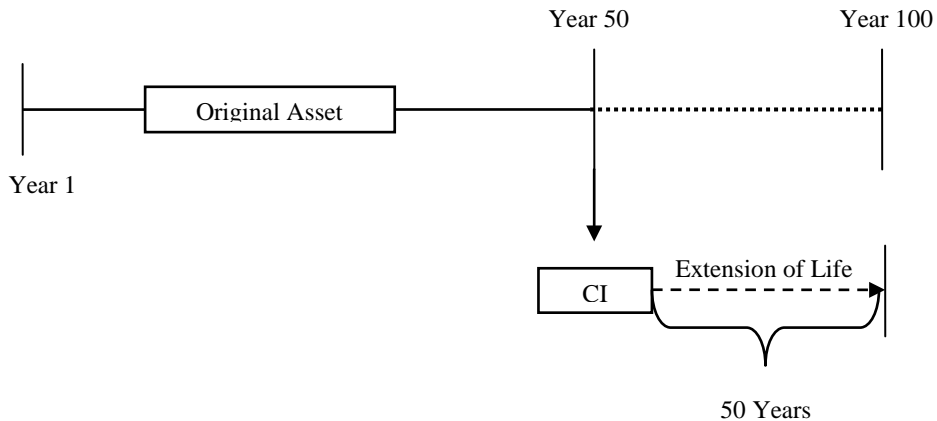 Year 50
Year 100
Original Asset
Year 1
Extension of Life
CI
50 Years